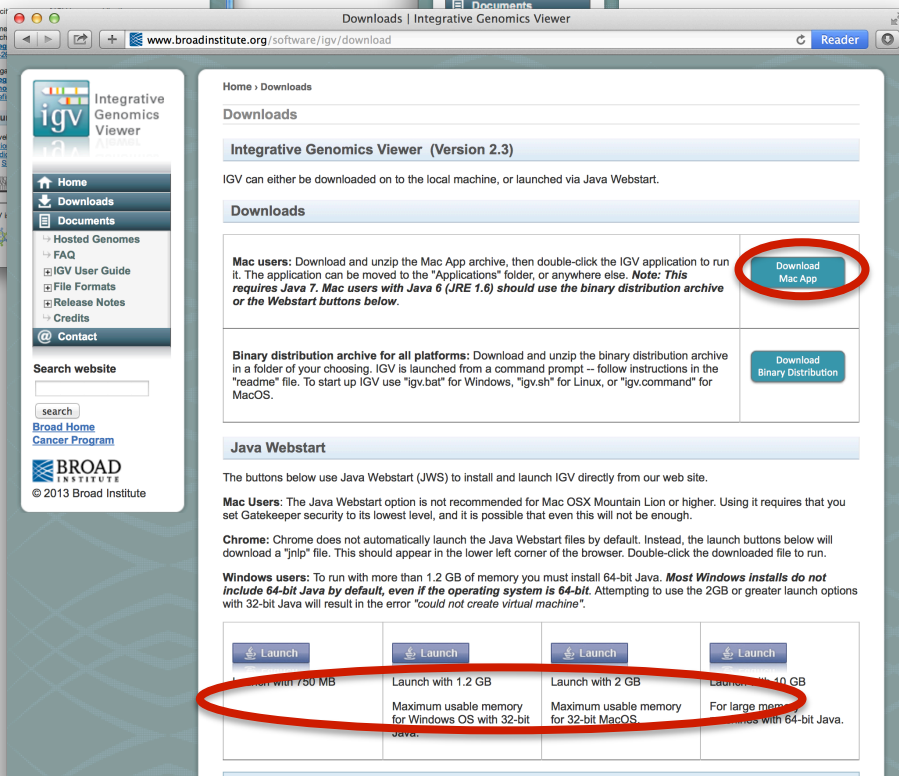 Documents
Downloads | Integrative Genomics Viewer
www.broadinstitute.org/software/igv/download
Reader
igv
Integrative
Genomics
Viewer
Home
Downloads
Documents
Hosted Genomes
FAQ
IGV User Guide
File Formats
Release Notes
Credits
Contact
Search website
search
Broad Home
Cancer Program
BROAD
INSTITUTE
© 2013 Broad Institute
Home › Downloads
Downloads
Integrative Genomics Viewer (Version 2.3)
IGV can either be downloaded on to the local machine, or launched via Java Webstart.
Downloads
Mac users: Download and unzip the Mac App archive, then double-click the IGV application to run
it. The application can be moved to the "Applications" folder, or anywhere else. Note: This
requires Java 7. Mac users with Java 6 (JRE 1.6) should use the binary distribution archive
or the Webstart buttons below.
Download
Mac App
Binary distribution archive for all platforms: Download and unzip the binary distribution archive
in a folder of your choosing. IGV is launched from a command prompt -- follow instructions in the
"readme" file. To start up IGV use "igv.bat" for Windows, "igv.sh" for Linux, or "igv.command" for
MacOS.
Download
Binary Distribution
Java Webstart
The buttons below use Java Webstart (JWS) to install and launch IGV directly from our web site.
Mac Users: The Java Webstart option is not recommended for Mac OSX Mountain Lion or higher. Using it requires that you
set Gatekeeper security to its lowest level, and it is possible that even this will not be enough.
Chrome: Chrome does not automatically launch the Java Webstart files by default. Instead, the launch buttons below will
download a "jnlp" file. This should appear in the lower left corner of the browser. Double-click the downloaded file to run.
Windows users: To run with more than 1.2 GB of memory you must install 64-bit Java. Most Windows installs do not
include 64-bit Java by default, even if the operating system is 64-bit. Attempting to use the 2GB or greater launch options
with 32-bit Java will result in the error "could not create virtual machine".
Launch
Launch with 750 MB
Launch
Launch with 1.2 GB
Maximum usable memory
for Windows OS with 32-bit
Java.
Launch
Launch with 2 GB
Maximum usable memory
for 32-bit MacOS.
Launch
Launch with 10 GB
For large memory
machines with 64-bit Java.